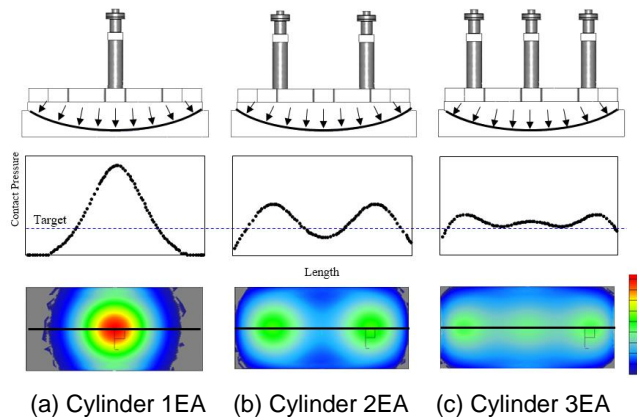 Contact Pressure
Target
Length
(a) Cylinder 1EA (b) Cylinder 2EA (c) Cylinder 3EA